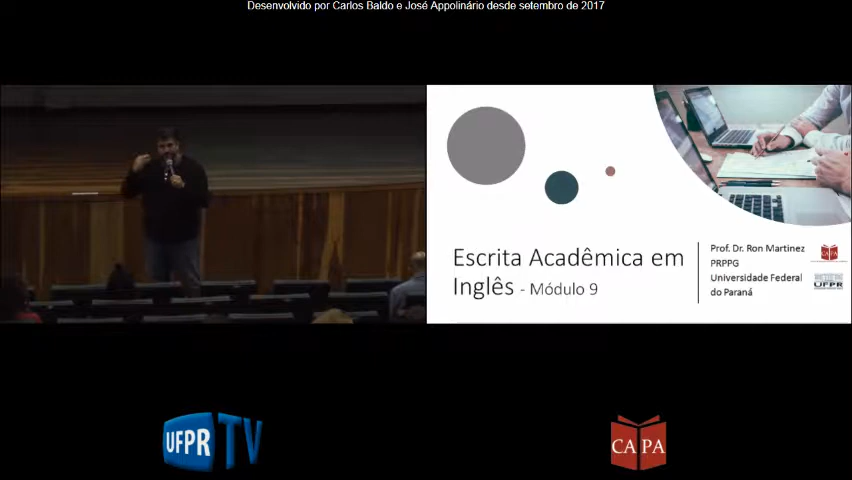 Desenvolvido por Carlos Baldo e José Appolinário desde setembro de 2017
Escrita Acadêmica em
Inglês - Módulo 9
Prof. Dr. Ron Martinez
PRPPG
Universidade Federal
do Paraná
CAPA
UFPR
UFPR TV
CAPA